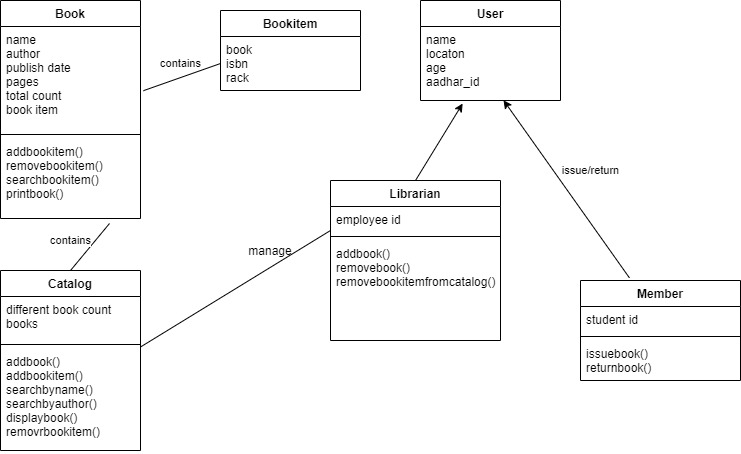 Book
name
author
publish date
pages
total count
book item
addbookitem()
removebookitem()
searchbookitem()
printbook()
contains
Bookitem
book
isbn
rack
User
name
locaton
age
aadhar_id
issue/return
Librarian
employee id
addbook()
removebook()
removebookitemfromcatalog()
manage
contains
Catalog
different book count
books
addbook()
addbookitem()
searchbyname()
searchbyauthor()
displaybook()
removrbookitem()
Member
student id
issuebook()
returnbook()